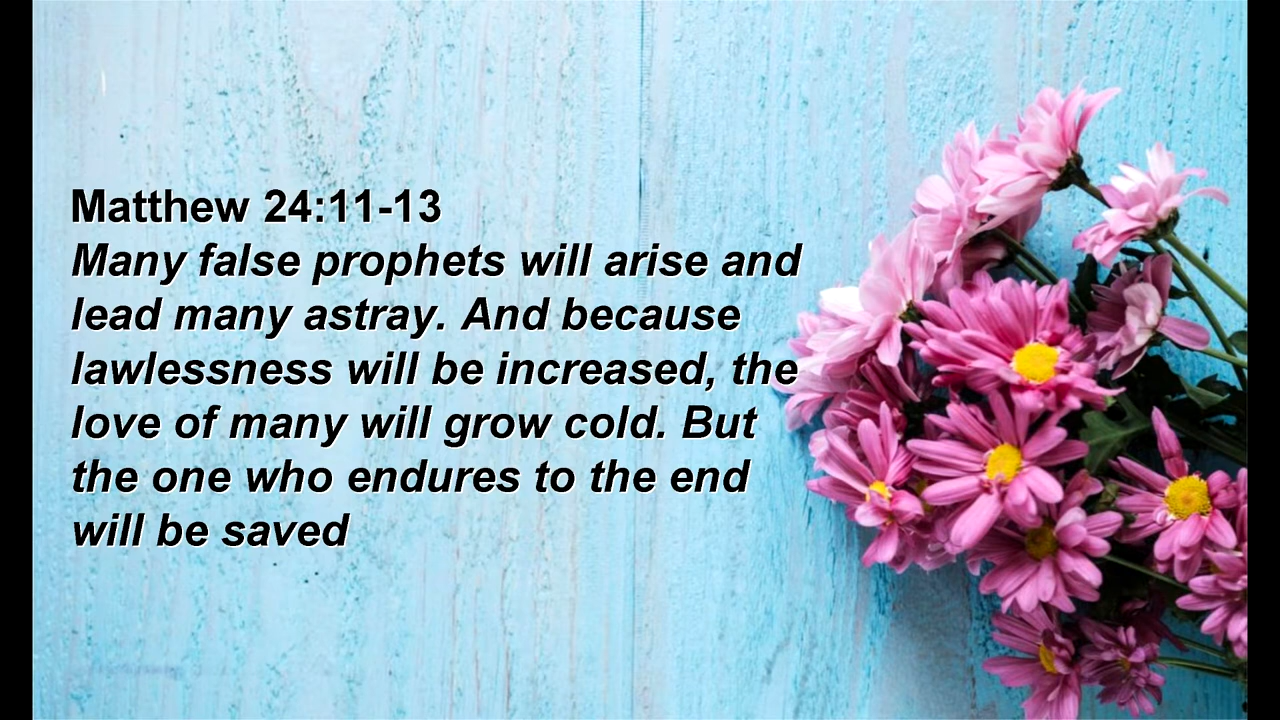 Matthew 24:11-13
Many false prophets will arise and
lead many astray. And because
lawlessness will be increased, the
love of many will grow cold. But
the one who endures to the end
will be saved